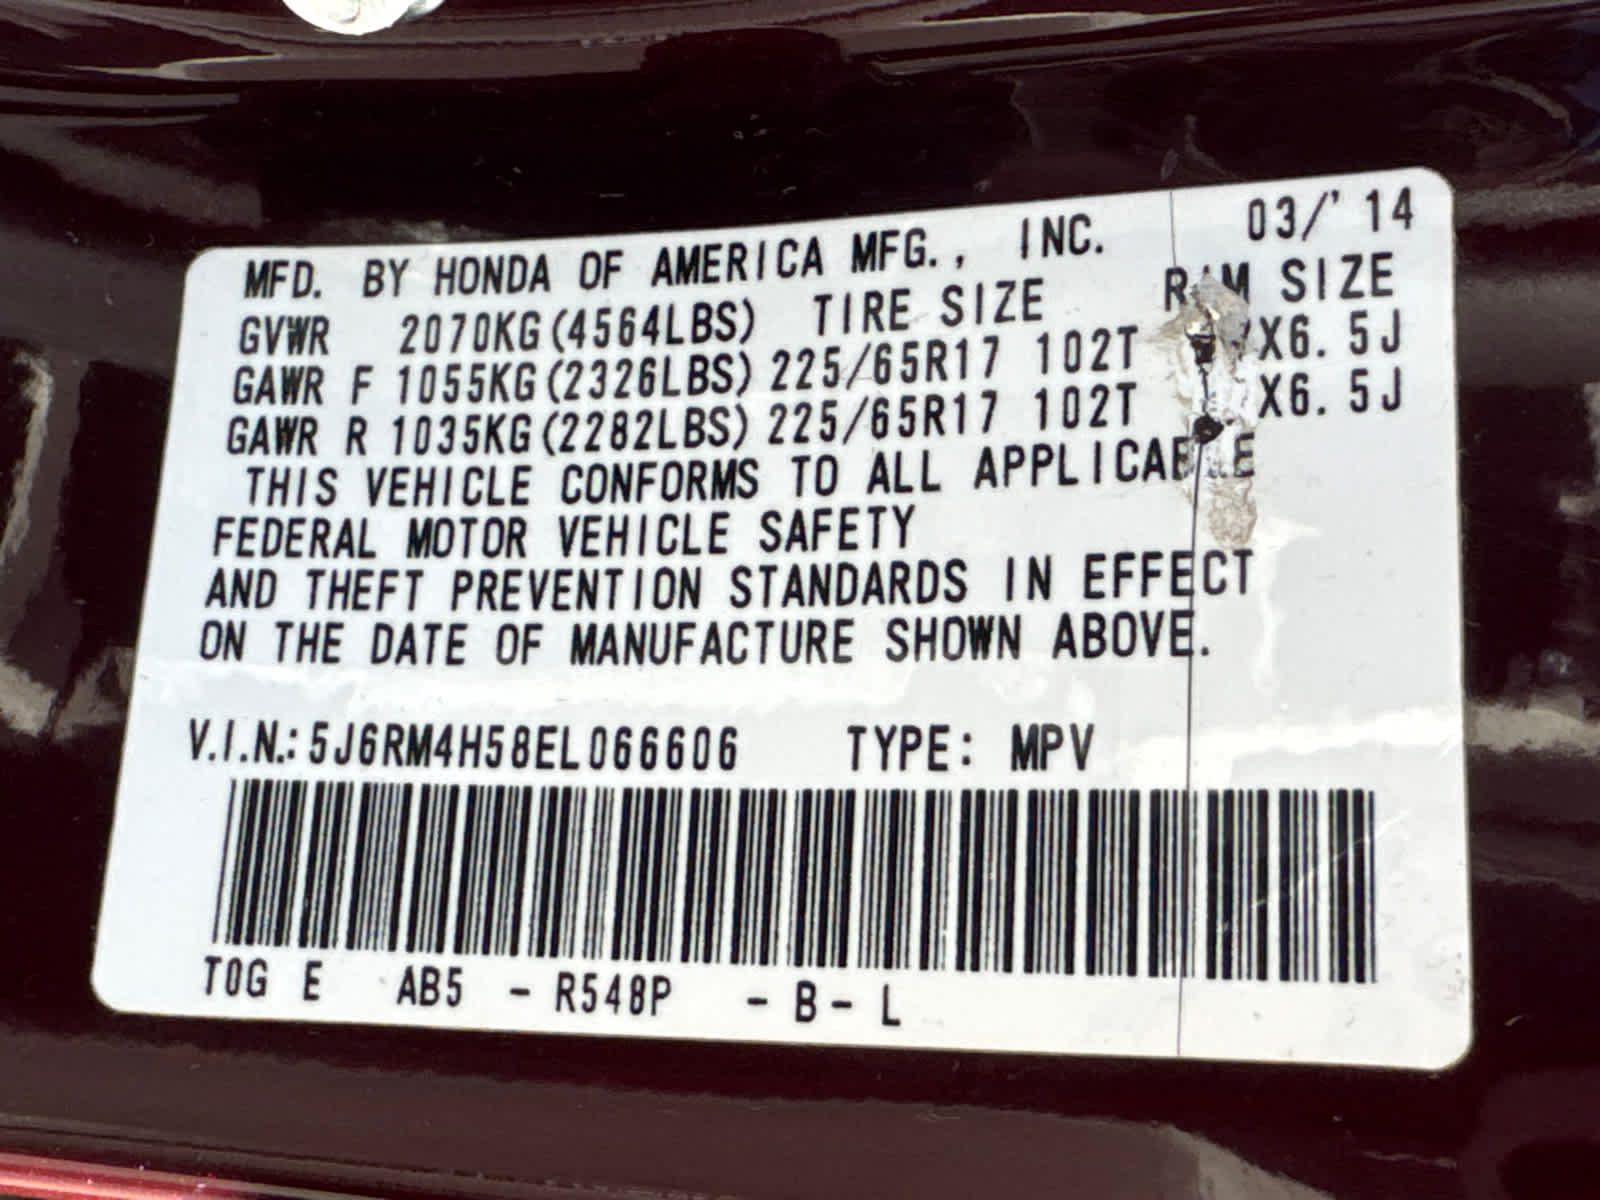 MFD. BY HONDA OF AMERICA MFG., INC. 03/'14
GVWR 2070KG(4564LBS) TIRE SIZE RIM SIZE
GAWR F 1055KG(2326LBS) 225/65R17 102T X6.5J
GAWR R 1035KG(2282LBS) 225/65R17 102T X6.5J
THIS VEHICLE CONFORMS TO ALL APPLICABLE
FEDERAL MOTOR VEHICLE SAFETY
AND THEFT PREVENTION STANDARDS IN EFFECT
ON THE DATE OF MANUFACTURE SHOWN ABOVE.
V.I.N.: 5J6RM4H58EL066606 TYPE: MPV
T0G E AB5 - R548P - B - L